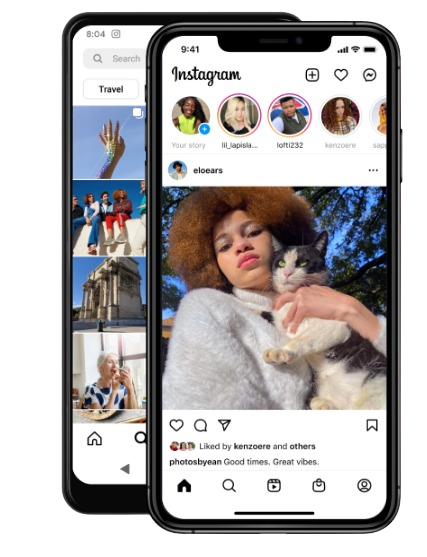 8:04
Search
Travel
9:41
Instagram
Your story
lil_lapisla...
lofti232
kenzoere
sapp
eloears
Liked by kenzoere and others
photosbyean Good times. Great vibes.